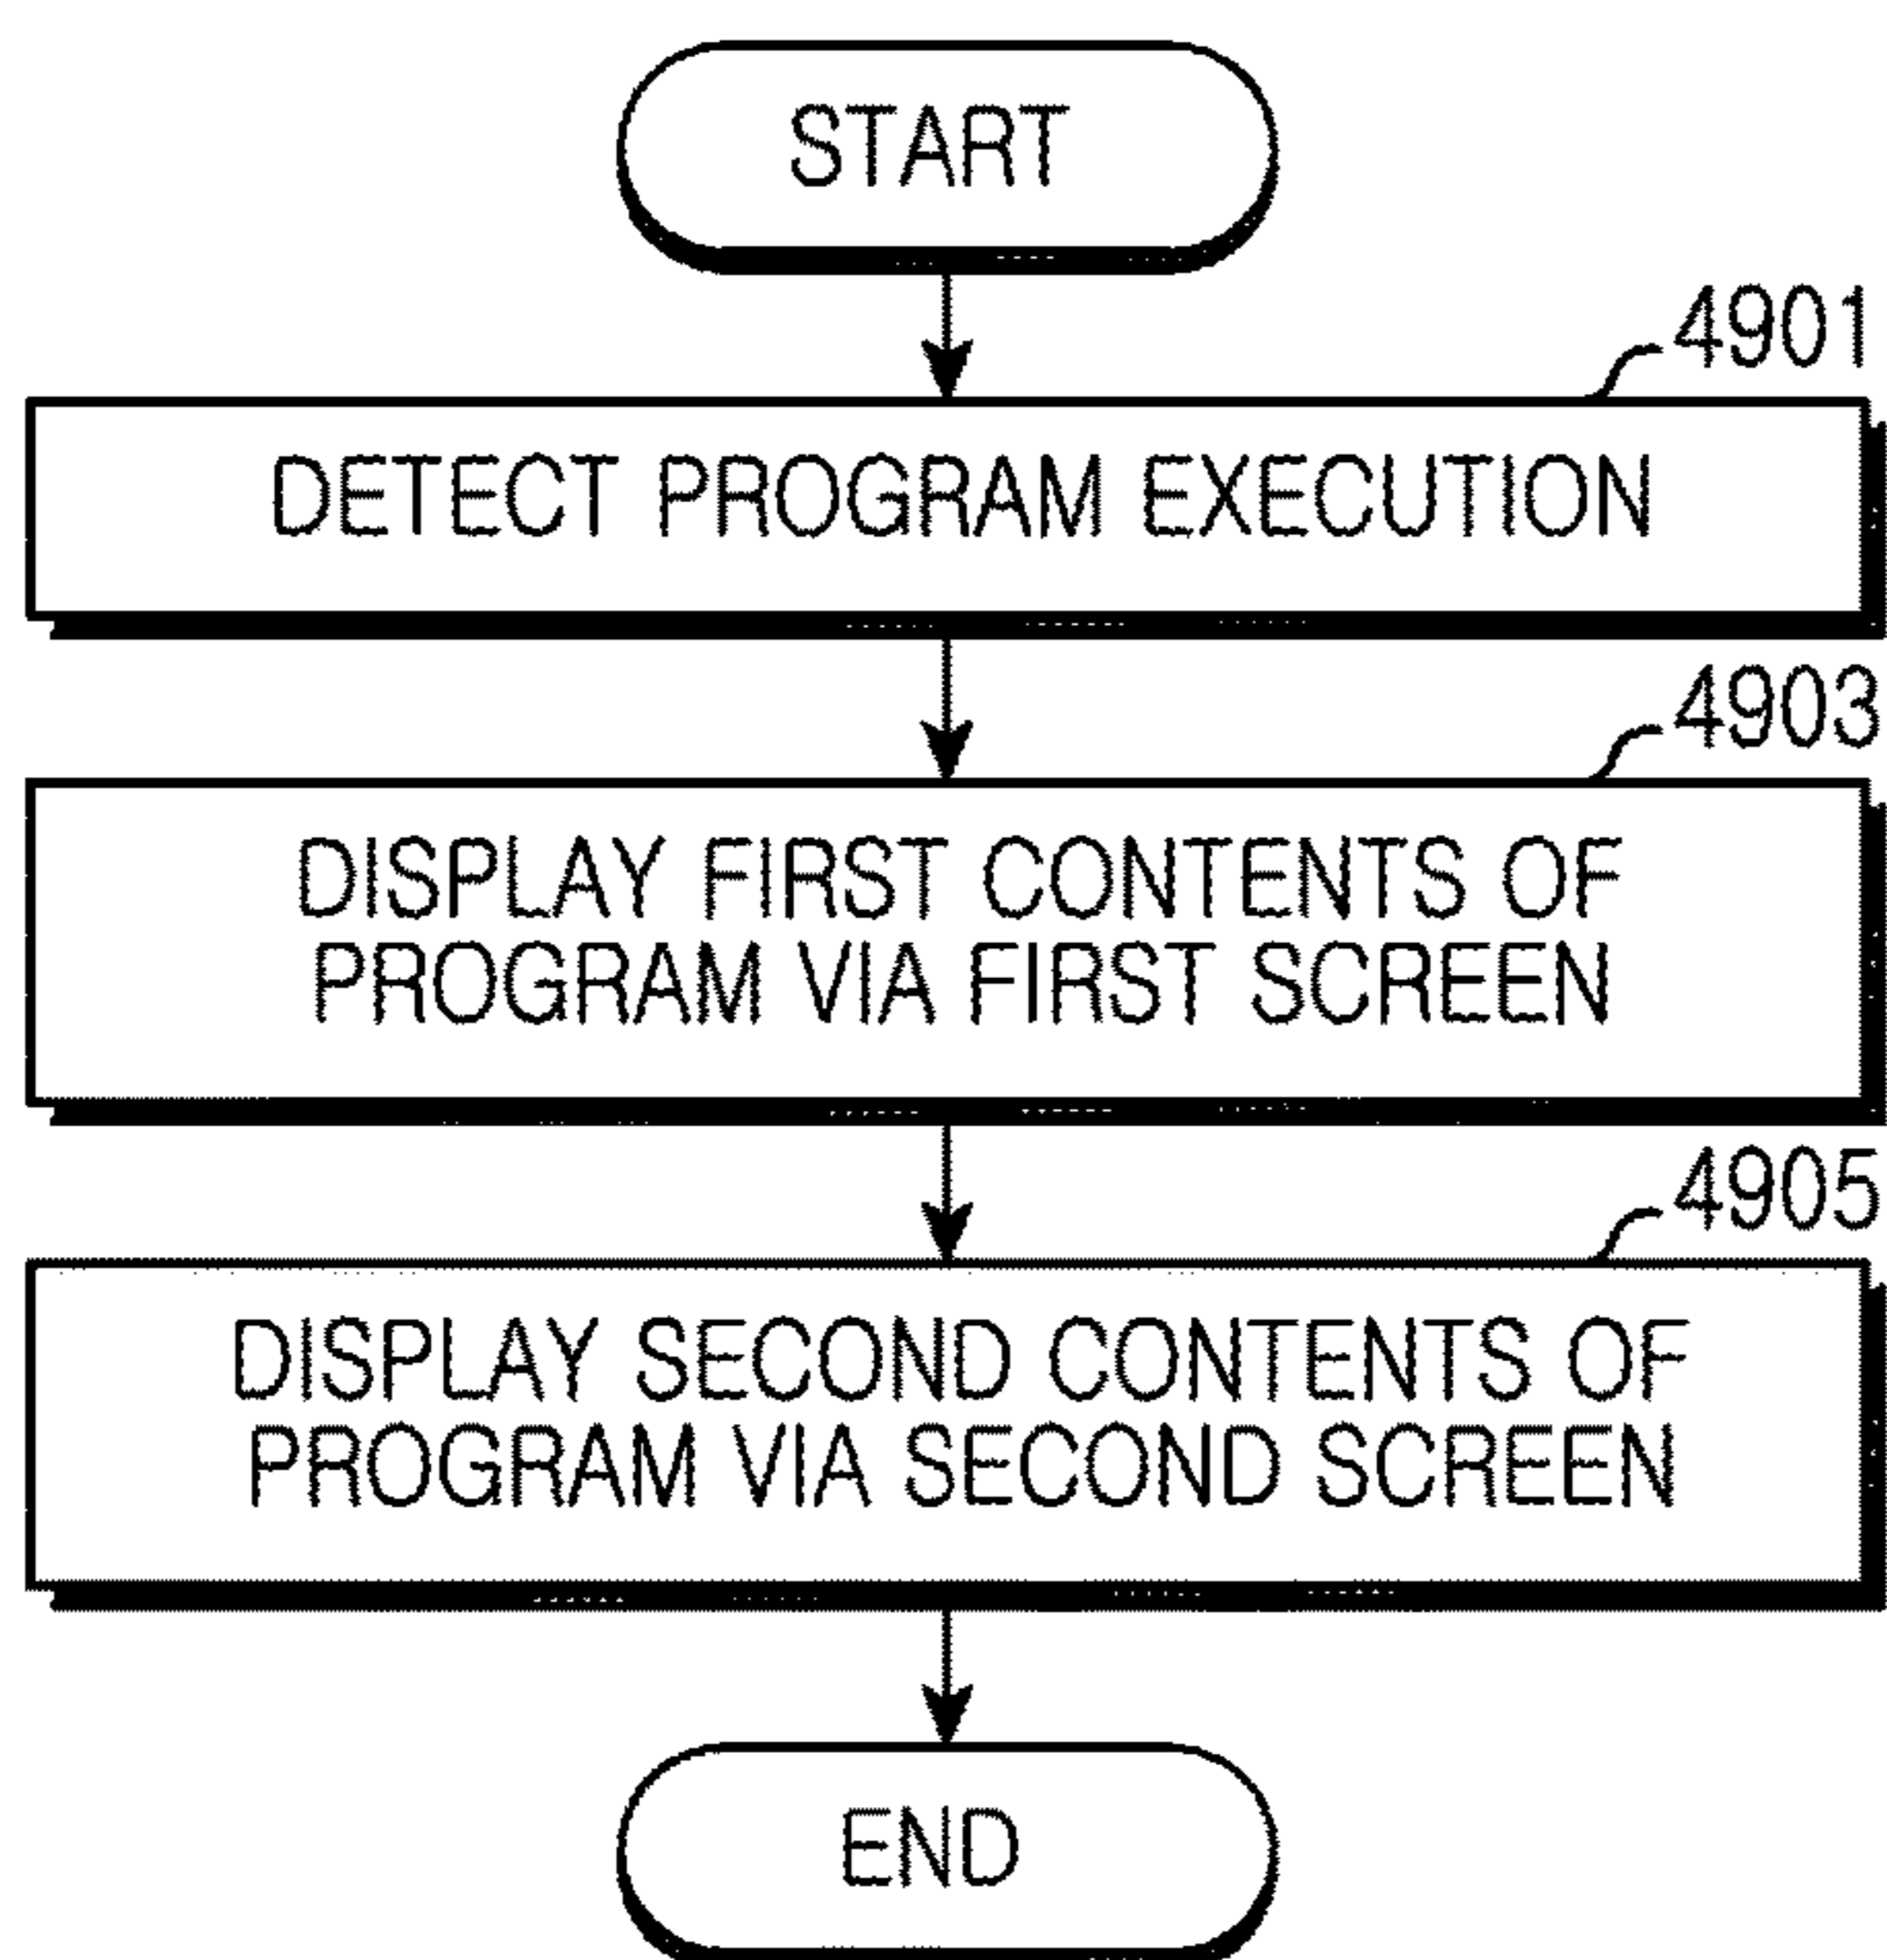 START
4901
DETECT PROGRAM EXECUTION
4903
DISPLAY FIRST CONTENTS OF
PROGRAM VIA FIRST SCREEN
4905
DISPLAY SECOND CONTENTS OF
PROGRAM VIA SECOND SCREEN
END